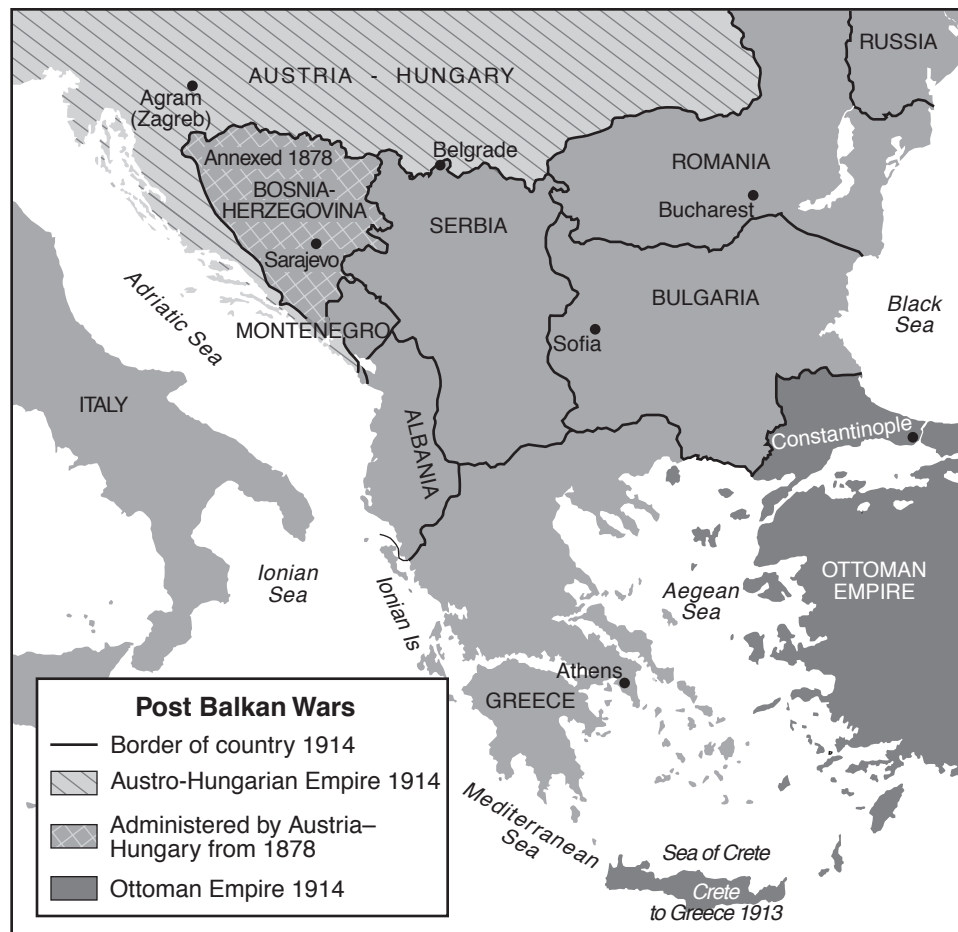 RUSSIA
AUSTRIA - HUNGARY
Agram
(Zagreb)
Belgrade
Annexed 1878
BOSNIA-
HERZEGOVINA
Sarajevo
ROMANIA
Bucharest
SERBIA
BULGARIA
Sofia
Black
Sea
Adriatic Sea
MONTENEGRO
ITALY
ALBANIA
Constantinople
OTTOMAN
EMPIRE
Ionian
Sea
Ionian Is
Aegean
Sea
Athens
GREECE
Mediterranean
Sea
Sea of Crete
Crete
to Greece 1913
Post Balkan Wars
Border of country 1914
Austro-Hungarian Empire 1914
Administered by Austria–
Hungary from 1878
Ottoman Empire 1914